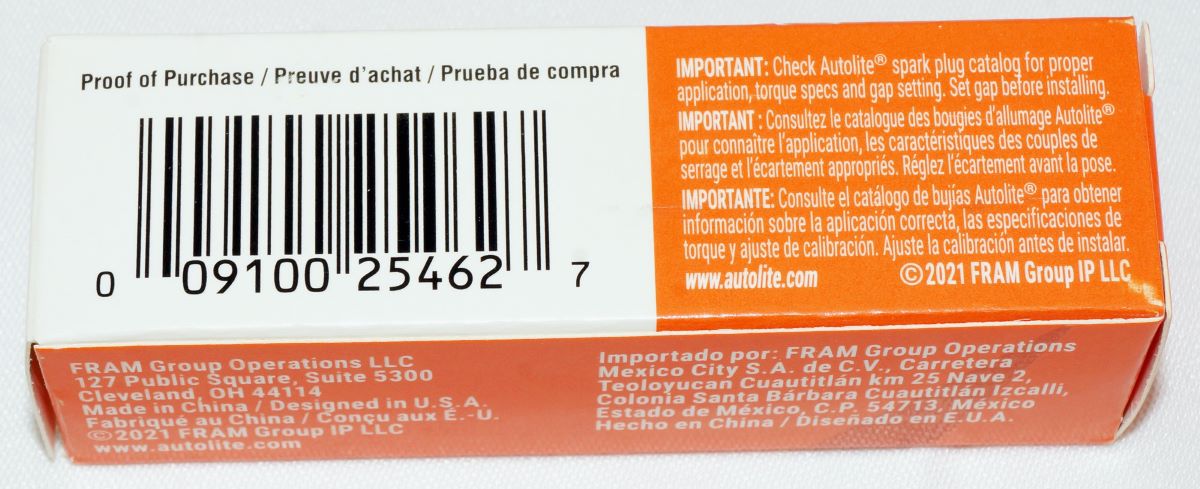 Proof of Purchase / Preuve d'achat / Prueba de compra
0 09100 25462 7
IMPORTANT: Check Autolite® spark plug catalog for proper
application, torque specs and gap setting. Set gap before installing.
IMPORTANT : Consultez le catalogue des bougies d'allumage Autolite®
pour connaître l'application, les caractéristiques des couples de
serrage et l'écartement appropriés. Réglez l'écartement avant la pose.
IMPORTANTE: Consulte el catálogo de bujías Autolite® para obtener
información sobre la aplicación correcta, las especificaciones de
torque y ajuste de calibración. Ajuste la calibración antes de instalar.
www.autolite.com ©2021 FRAM Group IP LLC
FRAM Group Operations LLC
127 Public Square, Suite 5300
Cleveland, OH 44114
Made in China / Designed in U.S.A.
Fabriqué au China / Conçu aux É.-U.
©2021 FRAM Group IP LLC
www.autolite.com
Importado por: FRAM Group Operations
Mexico City S.A. de C.V., Carretera
Teoloyucan Cuautitlán km 25 Nave 2,
Colonia Santa Bárbara Cuautitlán Izcalli,
Estado de México, C.P. 54713, México
Hecho en China / Diseñado en E.U.A.